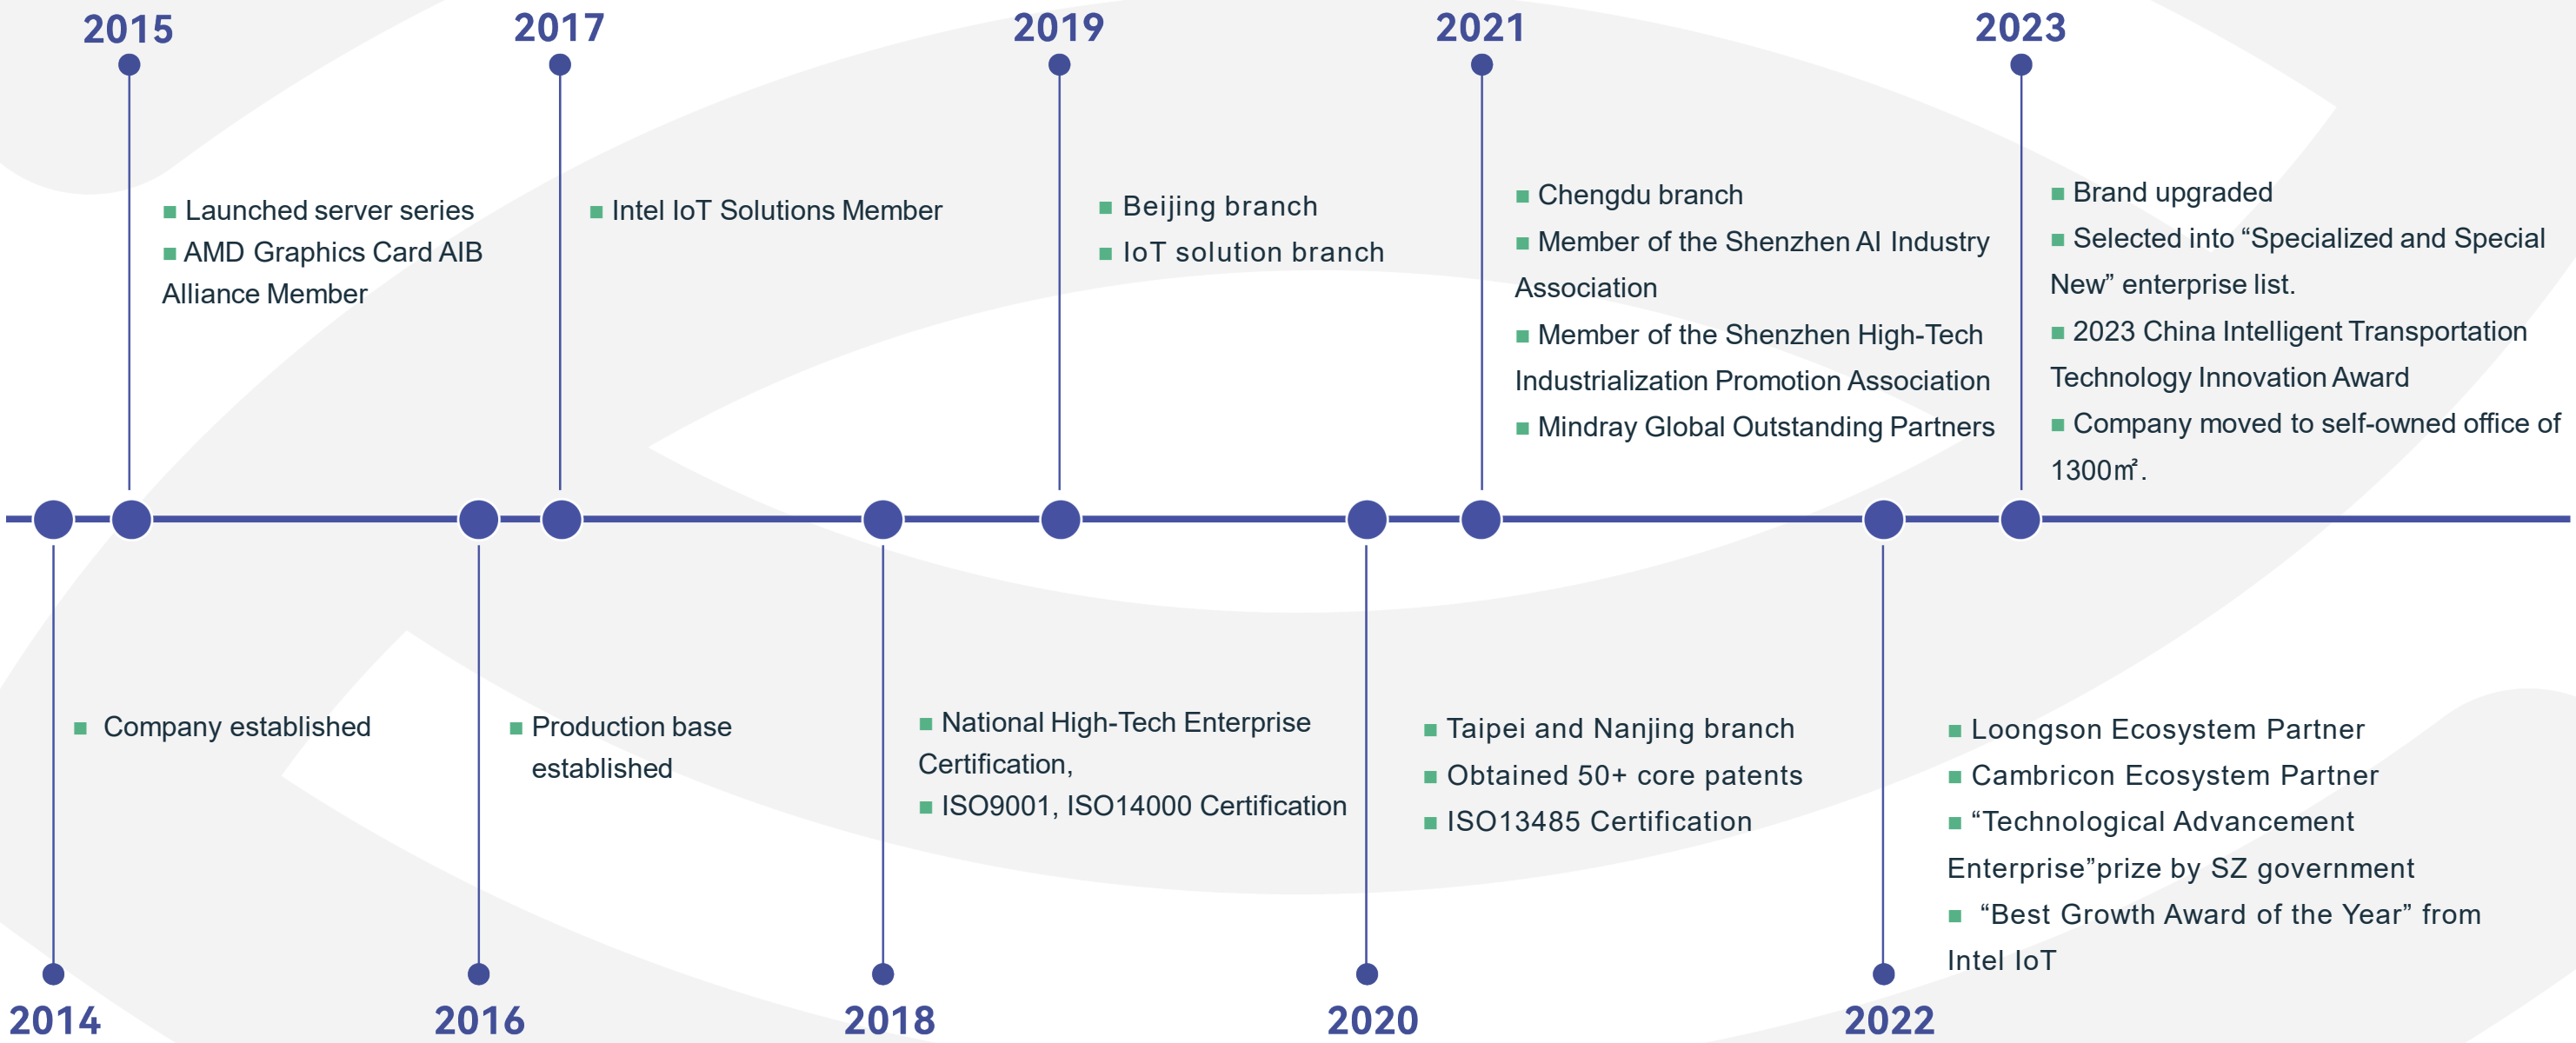 2015
■ Launched server series
■ AMD Graphics Card AIB
Alliance Member
2017
■ Intel IoT Solutions Member
2019
■ Beijing branch
■ IoT solution branch
2021
■ Chengdu branch
■ Member of the Shenzhen AI Industry
Association
■ Member of the Shenzhen High-Tech
Industrialization Promotion Association
■ Mindray Global Outstanding Partners
2023
■ Brand upgraded
■ Selected into “Specialized and Special
New” enterprise list.
■ 2023 China Intelligent Transportation
Technology Innovation Award
■ Company moved to self-owned office of
1300㎡.
■ Company established
2014
■ Production base
established
2016
■ National High-Tech Enterprise
Certification,
■ ISO9001, ISO14000 Certification
2018
■ Taipei and Nanjing branch
■ Obtained 50+ core patents
■ ISO13485 Certification
2020
■ Loongson Ecosystem Partner
■ Cambricon Ecosystem Partner
■ “Technological Advancement
Enterprise”prize by SZ government
■ “Best Growth Award of the Year” from
Intel IoT
2022